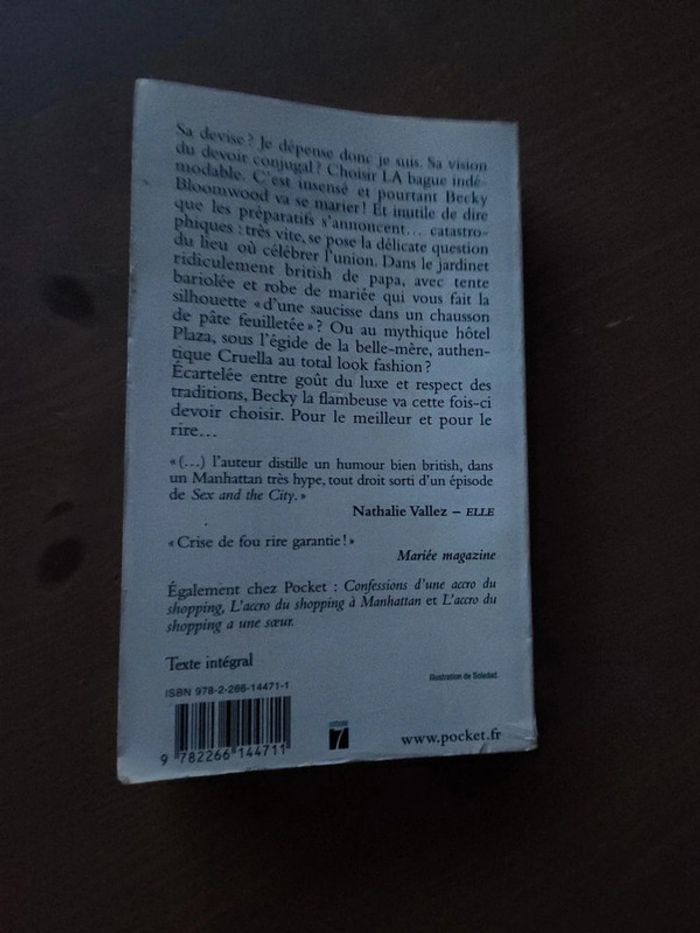 Sa devise ? Je dépense donc je suis. Sa vision
du devoir conjugal ? Choisir LA bague indé-
modable. C'est insensé et pourtant Becky
Bloomwood va se marier ! Et inutile de dire
que les préparatifs s'annoncent... catastro-
phiques : très vite, se pose la délicate question
du lieu où célébrer l'union. Dans le jardinet
ridiculement british de papa, avec tente
bariolée et robe de mariée qui vous fait la
silhouette « d'une saucisse dans un chausson
de pâte feuilletée » ? Ou au mythique hôtel
Plaza, sous l'égide de la belle-mère, authen-
tique Cruella au total look fashion ?
Écartelée entre goût du luxe et respect des
traditions, Becky la flambeuse va cette fois-ci
devoir choisir. Pour le meilleur et pour le
rire...
« (...) l'auteur distille un humour bien british, dans
un Manhattan très hype, tout droit sorti d'un épisode
de Sex and the City. »
Nathalie Vallez – ELLE
« Crise de fou rire garantie ! »
Mariée magazine
Également chez Pocket : Confessions d'une accro du
shopping, L'accro du shopping à Manhattan et L'accro du
shopping a une sœur.
Texte intégral
Illustration de Soledad.
ISBN 978-2-266-14471-1
9 782266 144711
www.pocket.fr